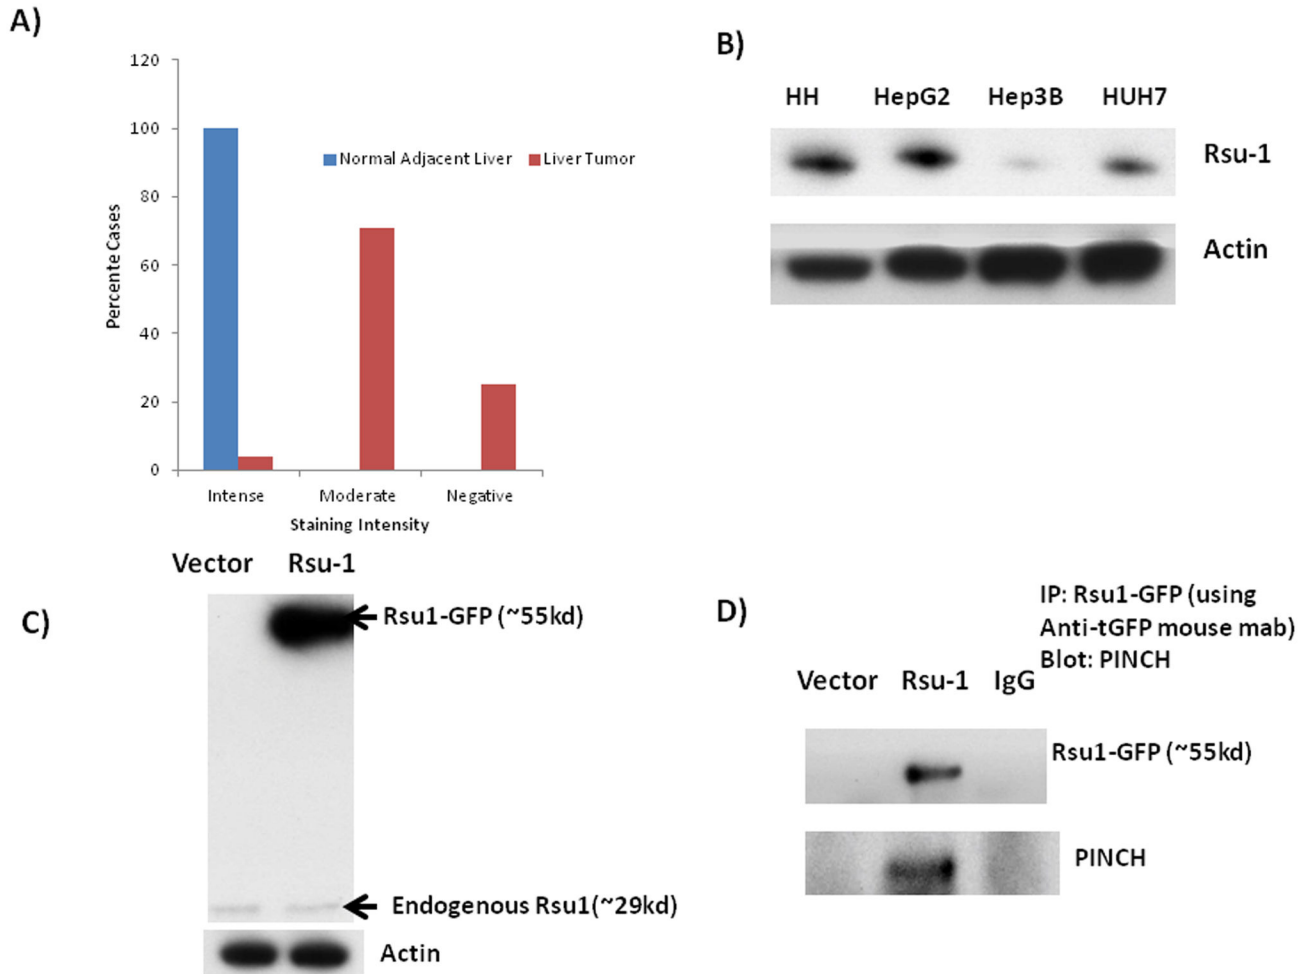 A)
120
100
80
60
40
20
0
Percente Cases
Normal Adjacent Liver
Liver Tumor
Intense Moderate Negative
Staining Intensity
B)
HH HepG2 Hep3B HUH7
Rsu-1
Actin
C)
Vector Rsu-1
Rsu1-GFP (~55kd)
Endogenous Rsu1(~29kd)
Actin
D)
IP: Rsu1-GFP (using
Anti-tGFP mouse mab)
Blot: PINCH
Vector Rsu-1 IgG
Rsu1-GFP (~55kd)
PINCH